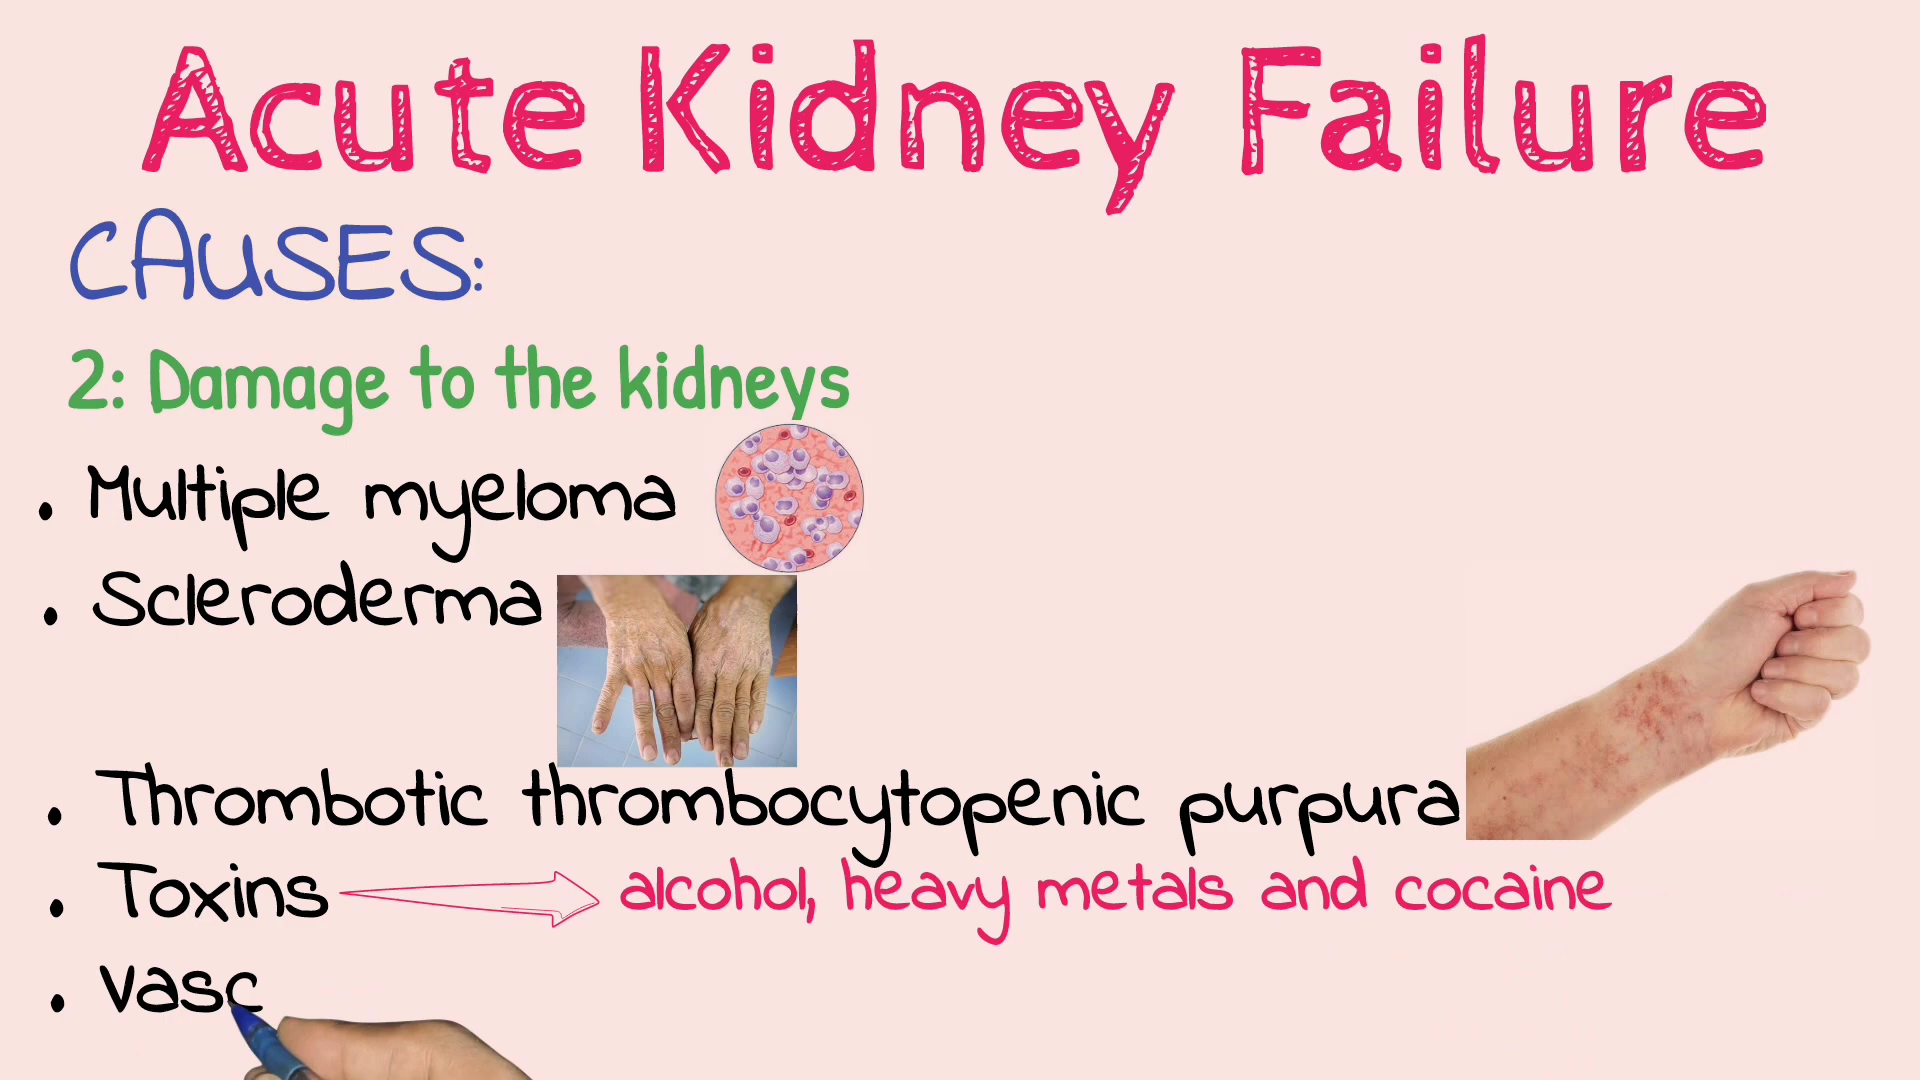 Acute Kidney Failure
CAUSES:
2: Damage to the kidneys
. Multiple myeloma
. Scleroderma
. Thrombotic thrombocytopenic purpura
. Toxins alcohol, heavy metals and cocaine
. Vasc